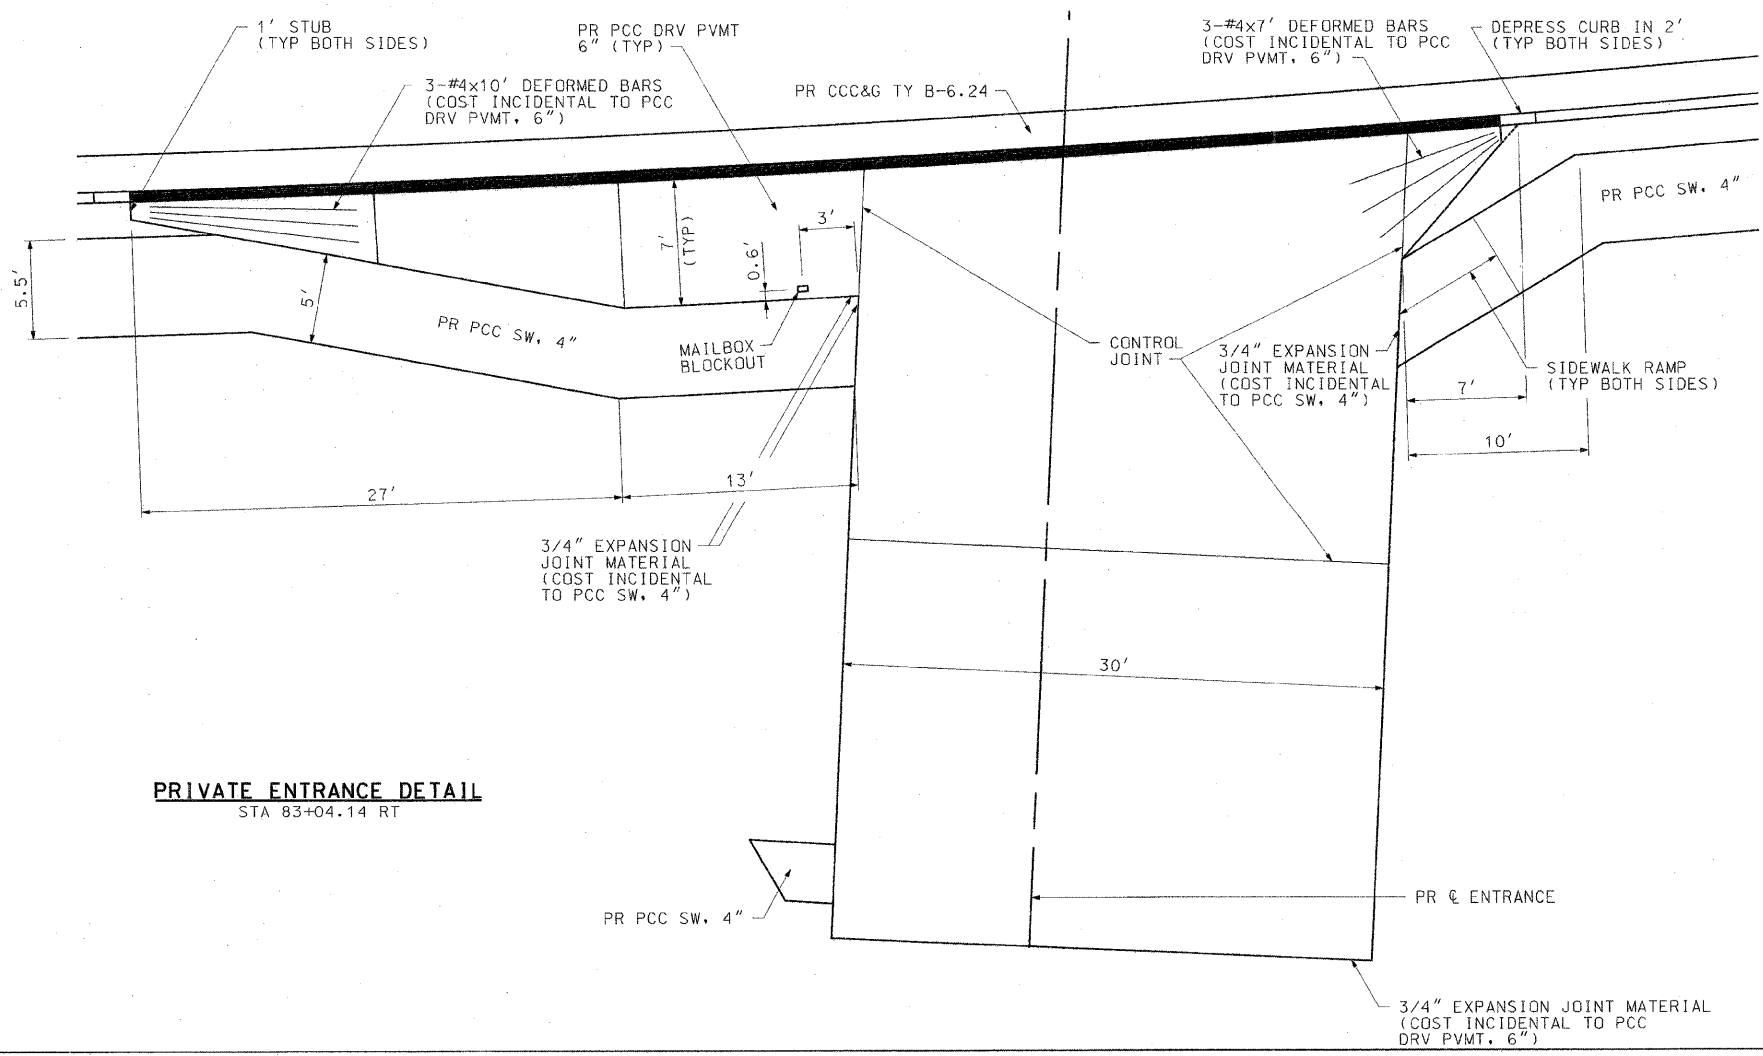 1' STUB
(TYP BOTH SIDES)
PR PCC DRV PVMT
6" (TYP)
3-#4x7' DEFORMED BARS
(COST INCIDENTAL TO PCC
DRV PVMT, 6")
DEPRESS CURB IN 2'
(TYP BOTH SIDES)
3-#4x10' DEFORMED BARS
(COST INCIDENTAL TO PCC
DRV PVMT, 6")
PR CCC&G TY B-6.24
PR PCC SW, 4"
5.5'
5'
7'
(TYP)
0.6'
3'
PR PCC SW, 4"
MAILBOX
BLOCKOUT
CONTROL
JOINT
3/4" EXPANSION
JOINT MATERIAL
(COST INCIDENTAL
TO PCC SW, 4")
7'
SIDEWALK RAMP
(TYP BOTH SIDES)
10'
27'
13'
3/4" EXPANSION
JOINT MATERIAL
(COST INCIDENTAL
TO PCC SW, 4")
30'
PRIVATE ENTRANCE DETAIL
STA 83+04.14 RT
PR PCC SW, 4"
PR ℄ ENTRANCE
3/4" EXPANSION JOINT MATERIAL
(COST INCIDENTAL TO PCC
DRV PVMT, 6")